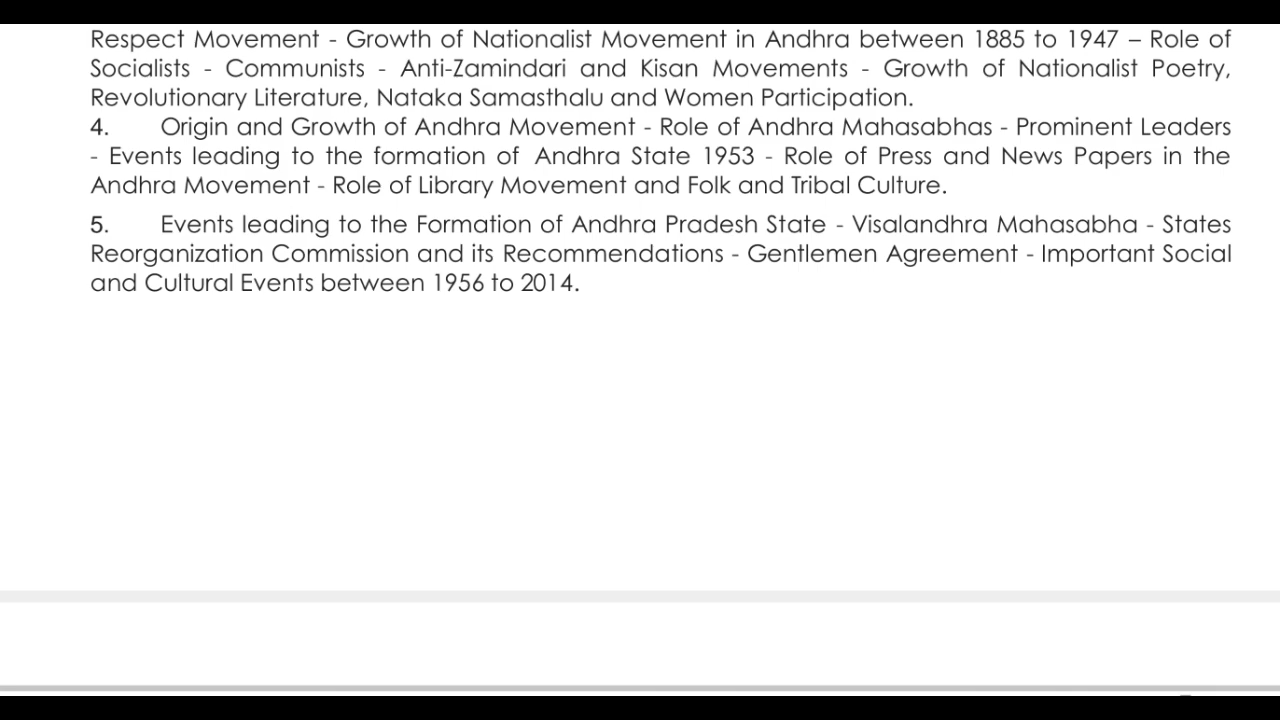 Respect Movement - Growth of Nationalist Movement in Andhra between 1885 to 1947 – Role of
Socialists - Communists - Anti-Zamindari and Kisan Movements - Growth of Nationalist Poetry,
Revolutionary Literature, Nataka Samasthalu and Women Participation.
4. Origin and Growth of Andhra Movement - Role of Andhra Mahasabhas - Prominent Leaders
- Events leading to the formation of Andhra State 1953 - Role of Press and News Papers in the
Andhra Movement - Role of Library Movement and Folk and Tribal Culture.
5. Events leading to the Formation of Andhra Pradesh State - Visalandhra Mahasabha - States
Reorganization Commission and its Recommendations - Gentlemen Agreement - Important Social
and Cultural Events between 1956 to 2014.